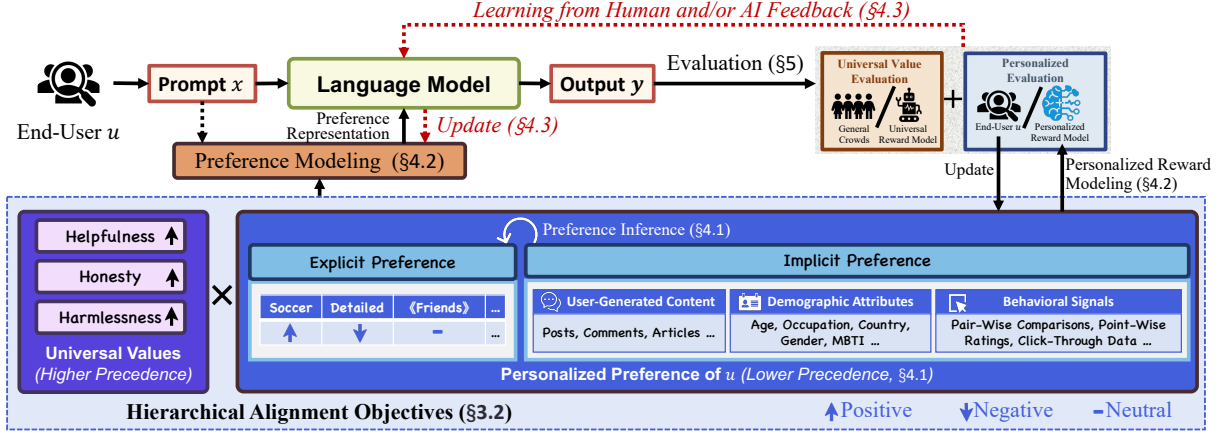 Learning from Human and/or AI Feedback (§4.3)
End-User u
Prompt x
Language Model
Output y
Evaluation (§5)
Universal Value
Evaluation
General
Crowds
Universal
Reward Model
+
Personalized
Evaluation
End-User u
Personalized
Reward Model
Preference
Representation
Update (§4.3)
Preference Modeling (§4.2)
Update
Personalized Reward
Modeling (§4.2)
Helpfulness
Honesty
Harmlessness
Universal Values
(Higher Precedence)
×
Preference Inference (§4.1)
Explicit Preference
Soccer Detailed 《Friends》 ...
...
Implicit Preference
User-Generated Content
Posts, Comments, Articles ...
Demographic Attributes
Age, Occupation, Country,
Gender, MBTI ...
Behavioral Signals
Pair-Wise Comparisons, Point-Wise
Ratings, Click-Through Data ...
Personalized Preference of u (Lower Precedence, §4.1)
Hierarchical Alignment Objectives (§3.2)
Positive
Negative
Neutral